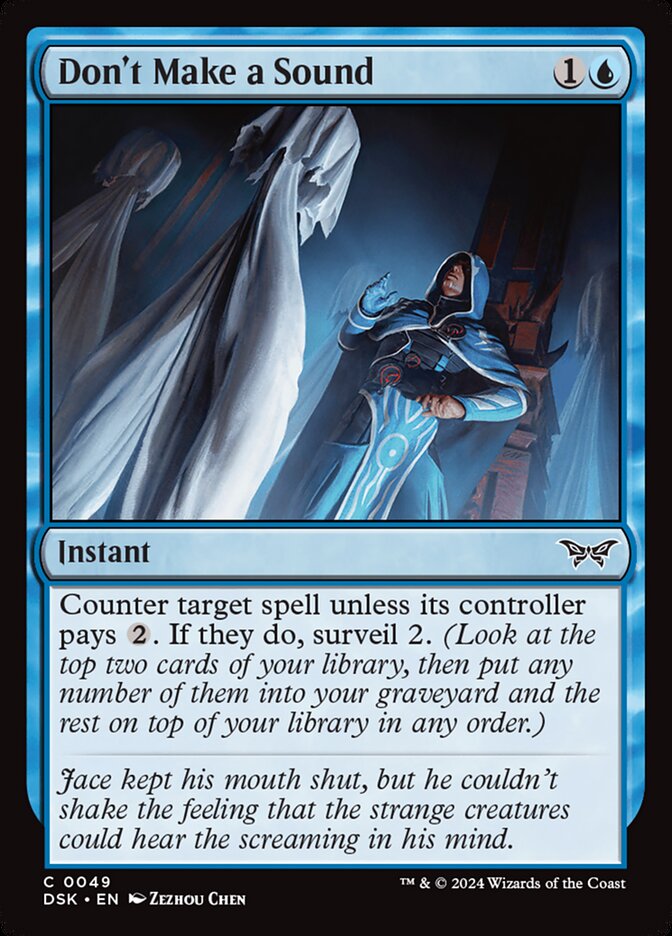 Don't Make a Sound
1
Instant
Counter target spell unless its controller
pays 2. If they do, surveil 2. (Look at the
top two cards of your library, then put any
number of them into your graveyard and the
rest on top of your library in any order.)
Jace kept his mouth shut, but he couldn't
shake the feeling that the strange creatures
could hear the screaming in his mind.
C 0049
DSK • EN Zezhou Chen
™ & © 2024 Wizards of the Coast